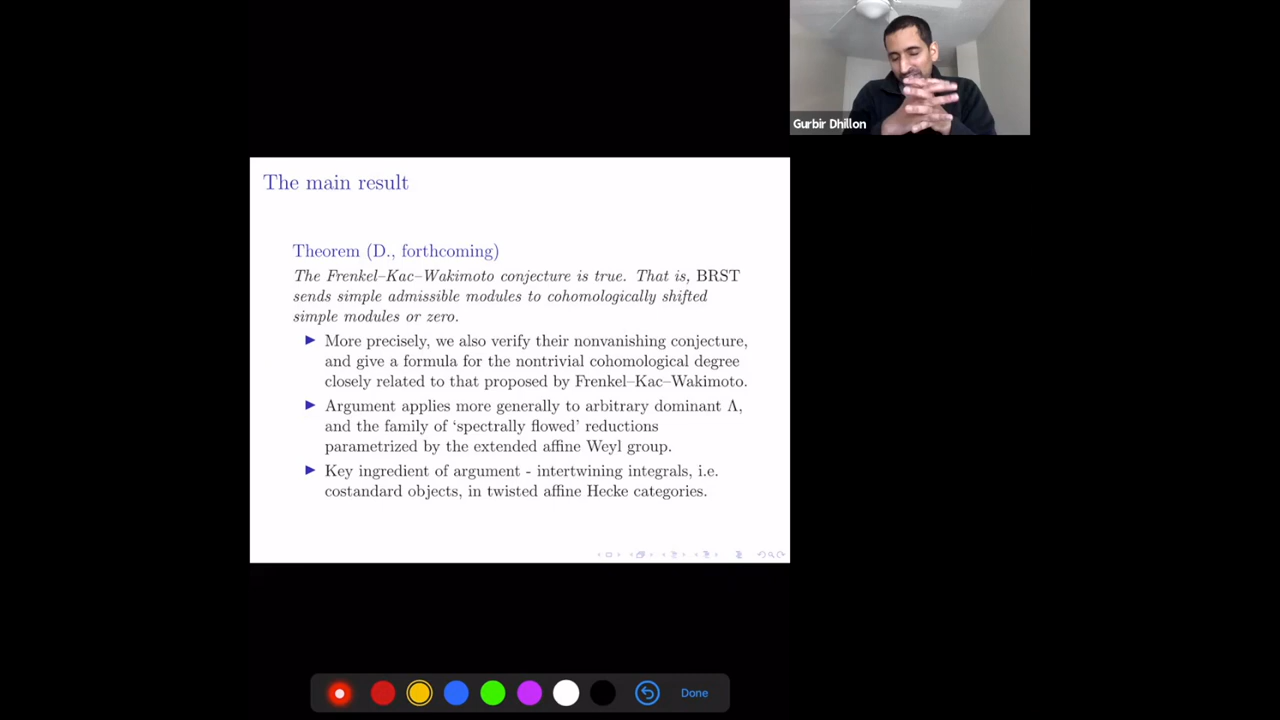 Gurbir Dhillon
The main result
Theorem (D., forthcoming)
The Frenkel–Kac–Wakimoto conjecture is true. That is, BRST
sends simple admissible modules to cohomologically shifted
simple modules or zero.
More precisely, we also verify their nonvanishing conjecture,
and give a formula for the nontrivial cohomological degree
closely related to that proposed by Frenkel–Kac–Wakimoto.
Argument applies more generally to arbitrary dominant Λ,
and the family of ‘spectrally flowed’ reductions
parametrized by the extended affine Weyl group.
Key ingredient of argument - intertwining integrals, i.e.
costandard objects, in twisted affine Hecke categories.
Done